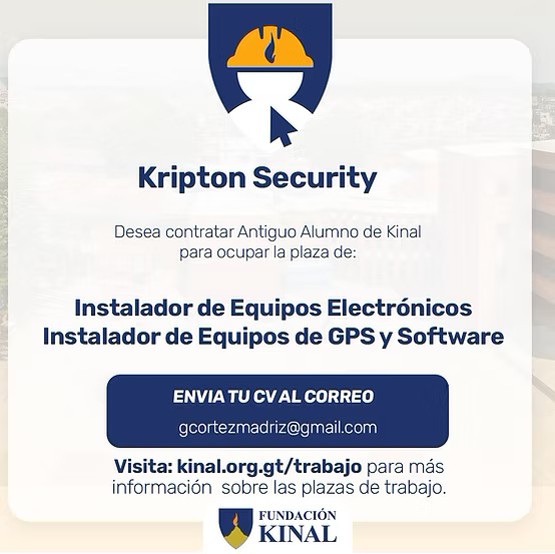 Kripton Security
Desea contratar Antiguo Alumno de Kinal
para ocupar la plaza de:
Instalador de Equipos Electrónicos
Instalador de Equipos de GPS y Software
ENVIA TU CV AL CORREO
gcortezmadriz@gmail.com
Visita: kinal.org.gt/trabajo para más
información sobre las plazas de trabajo.
FUNDACIÓN
KINAL